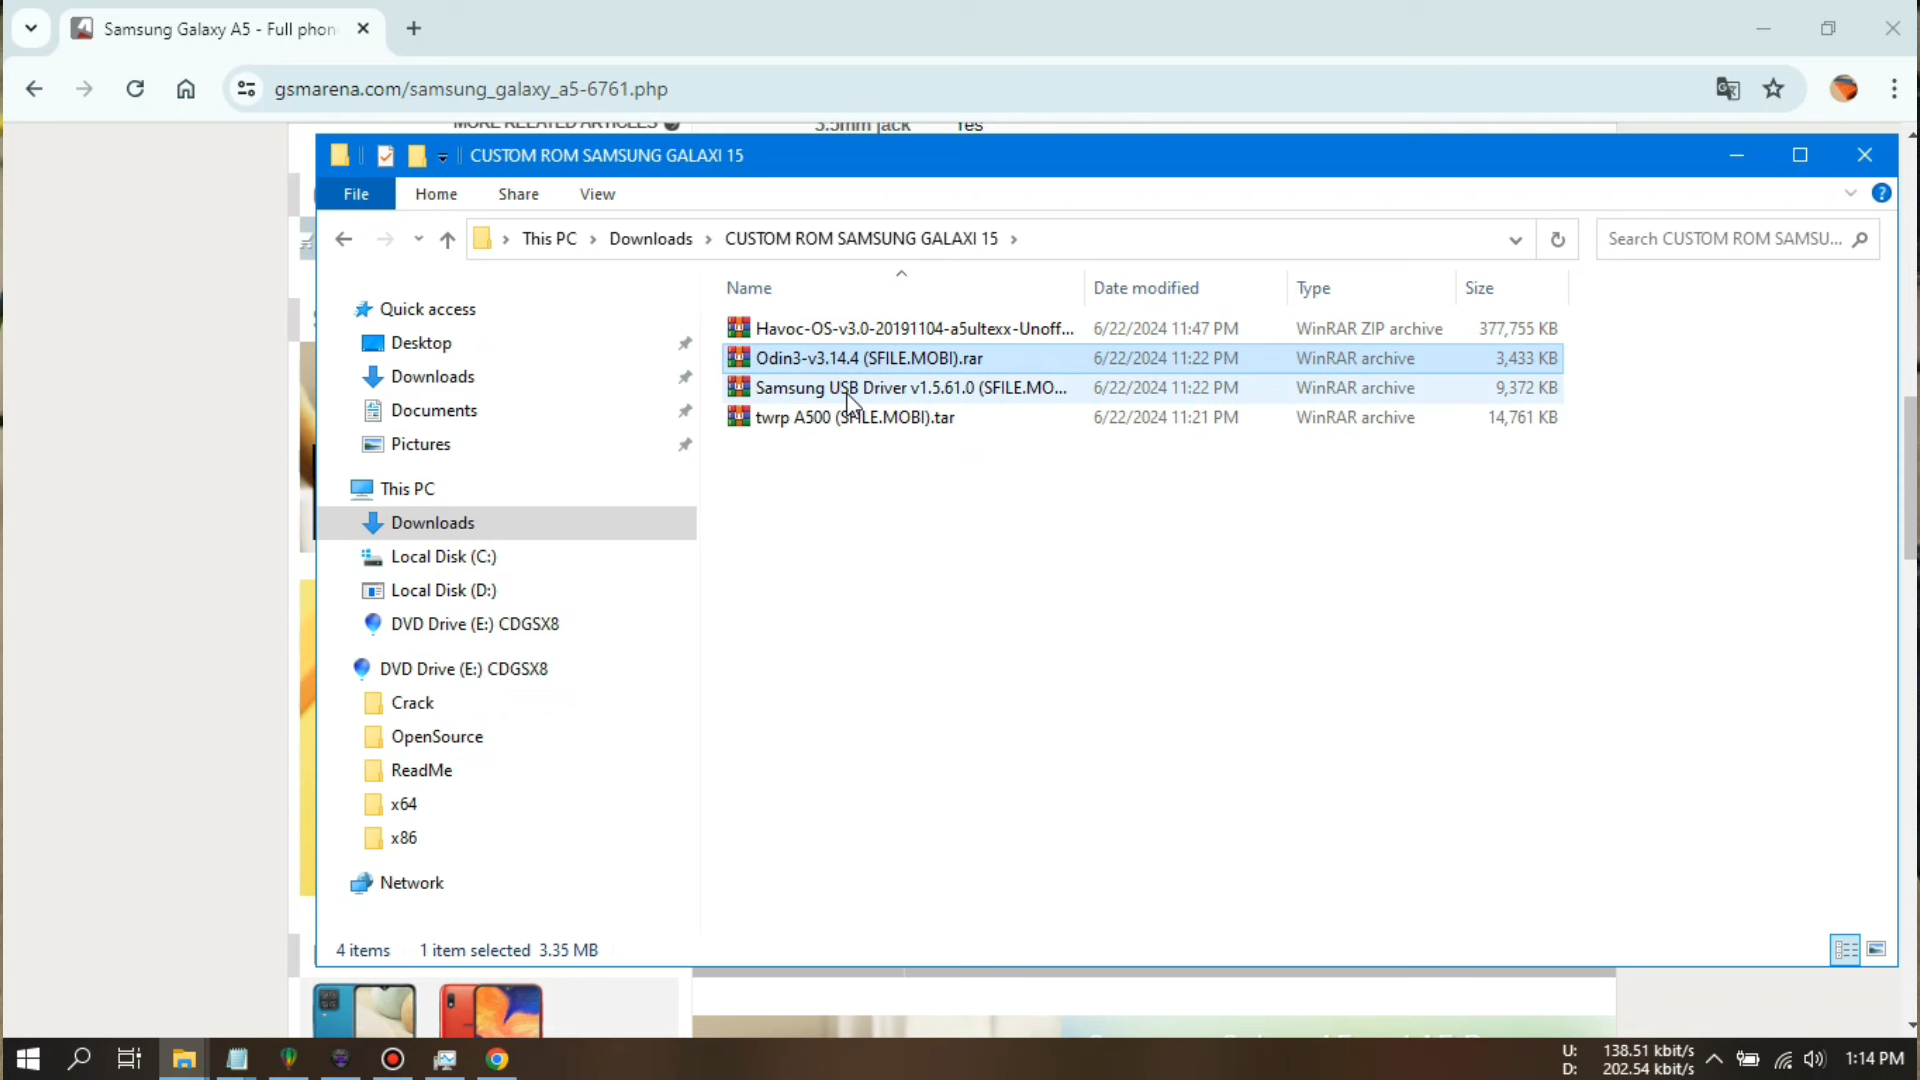 Samsung Galaxy A5 - Full phon
gsmarena.com/samsung_galaxy_a5-6761.php
MORE RELATED ARTICLES
3.5mm jack Yes
CUSTOM ROM SAMSUNG GALAXI 15
File Home Share View
This PC Downloads CUSTOM ROM SAMSUNG GALAXI 15
Search CUSTOM ROM SAMSU...
Name Date modified Type Size
Havoc-OS-v3.0-20191104-a5ultexx-Unoff... 6/22/2024 11:47 PM WinRAR ZIP archive 377,755 KB
Odin3-v3.14.4 (SFILE.MOBI).rar 6/22/2024 11:22 PM WinRAR archive 3,433 KB
Samsung USB Driver v1.5.61.0 (SFILE.MO... 6/22/2024 11:22 PM WinRAR archive 9,372 KB
twrp A500 (SFILE.MOBI).tar 6/22/2024 11:21 PM WinRAR archive 14,761 KB
Quick access
Desktop
Downloads
Documents
Pictures
This PC
Downloads
Local Disk (C:)
Local Disk (D:)
DVD Drive (E:) CDGSX8
DVD Drive (E:) CDGSX8
Crack
OpenSource
ReadMe
x64
x86
Network
4 items 1 item selected 3.35 MB
U: 138.51 kbit/s
D: 202.54 kbit/s
1:14 PM